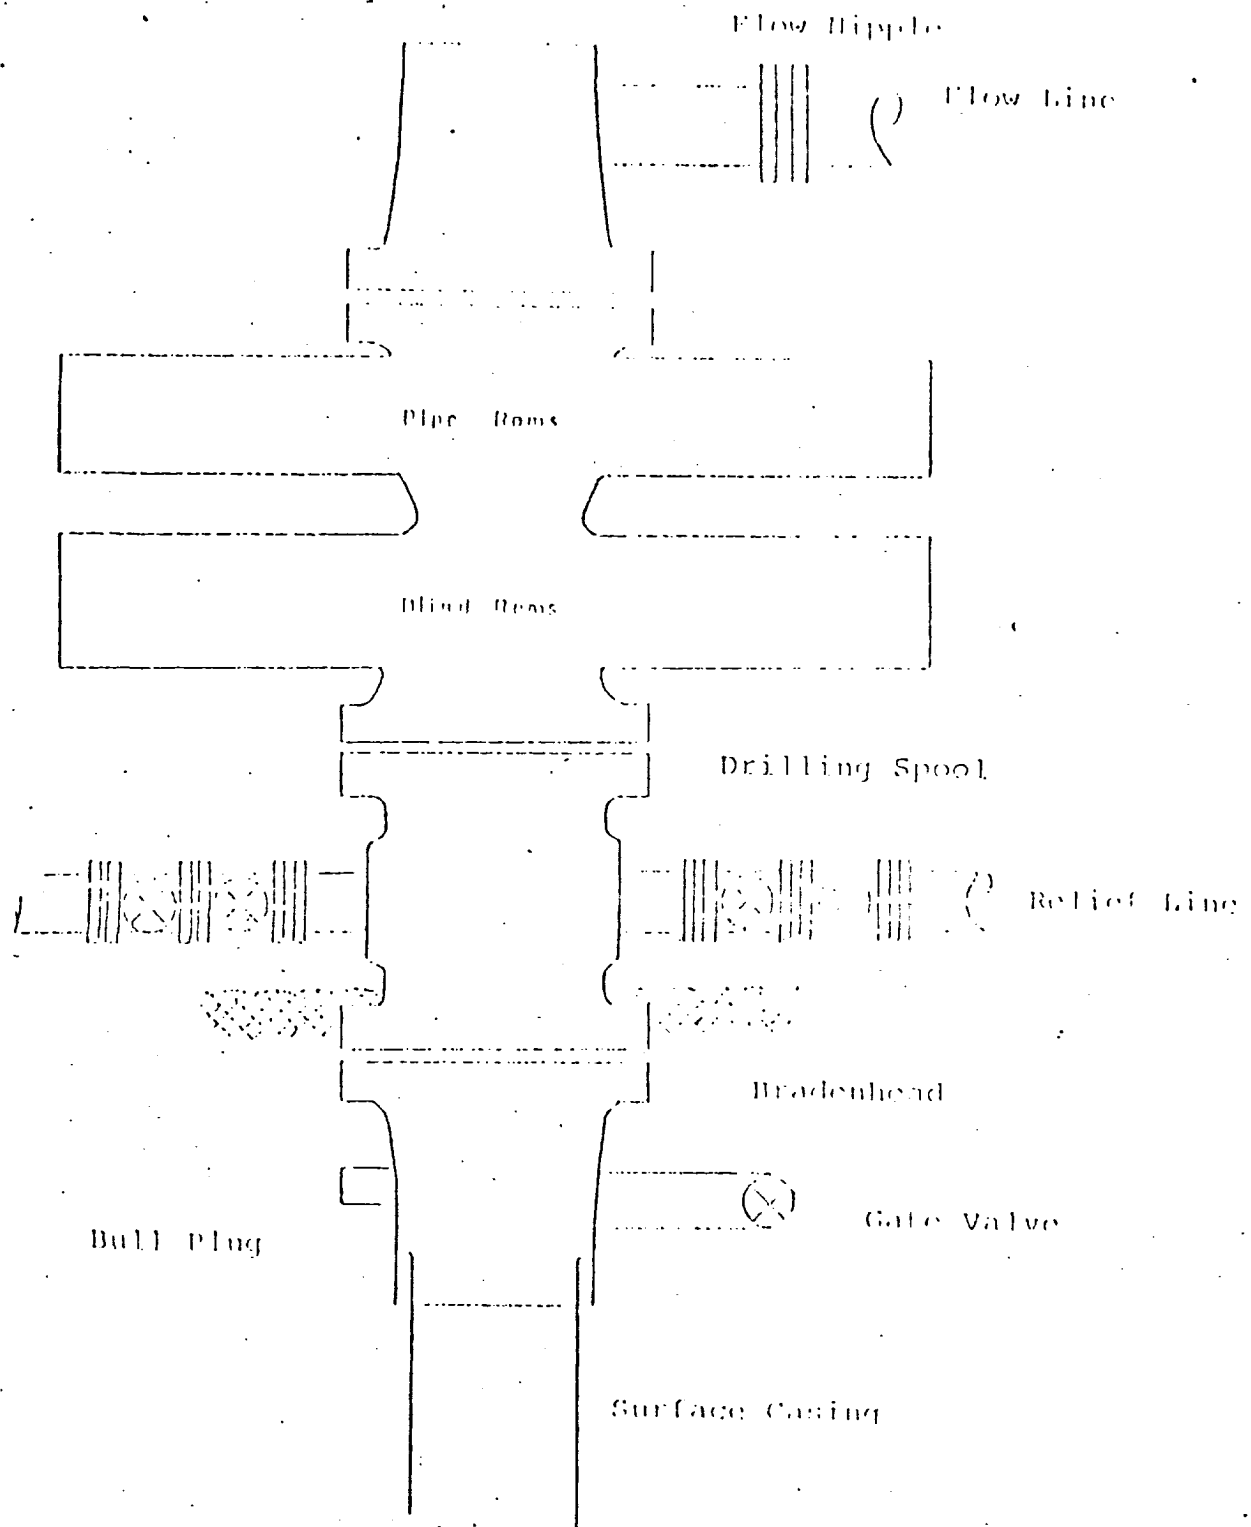 Flow Nipple
Flow Line
Pipe Rams
Blind Rams
Drilling Spool
Relief Line
Bradenhead
Gate Valve
Bull Plug
Surface Casing